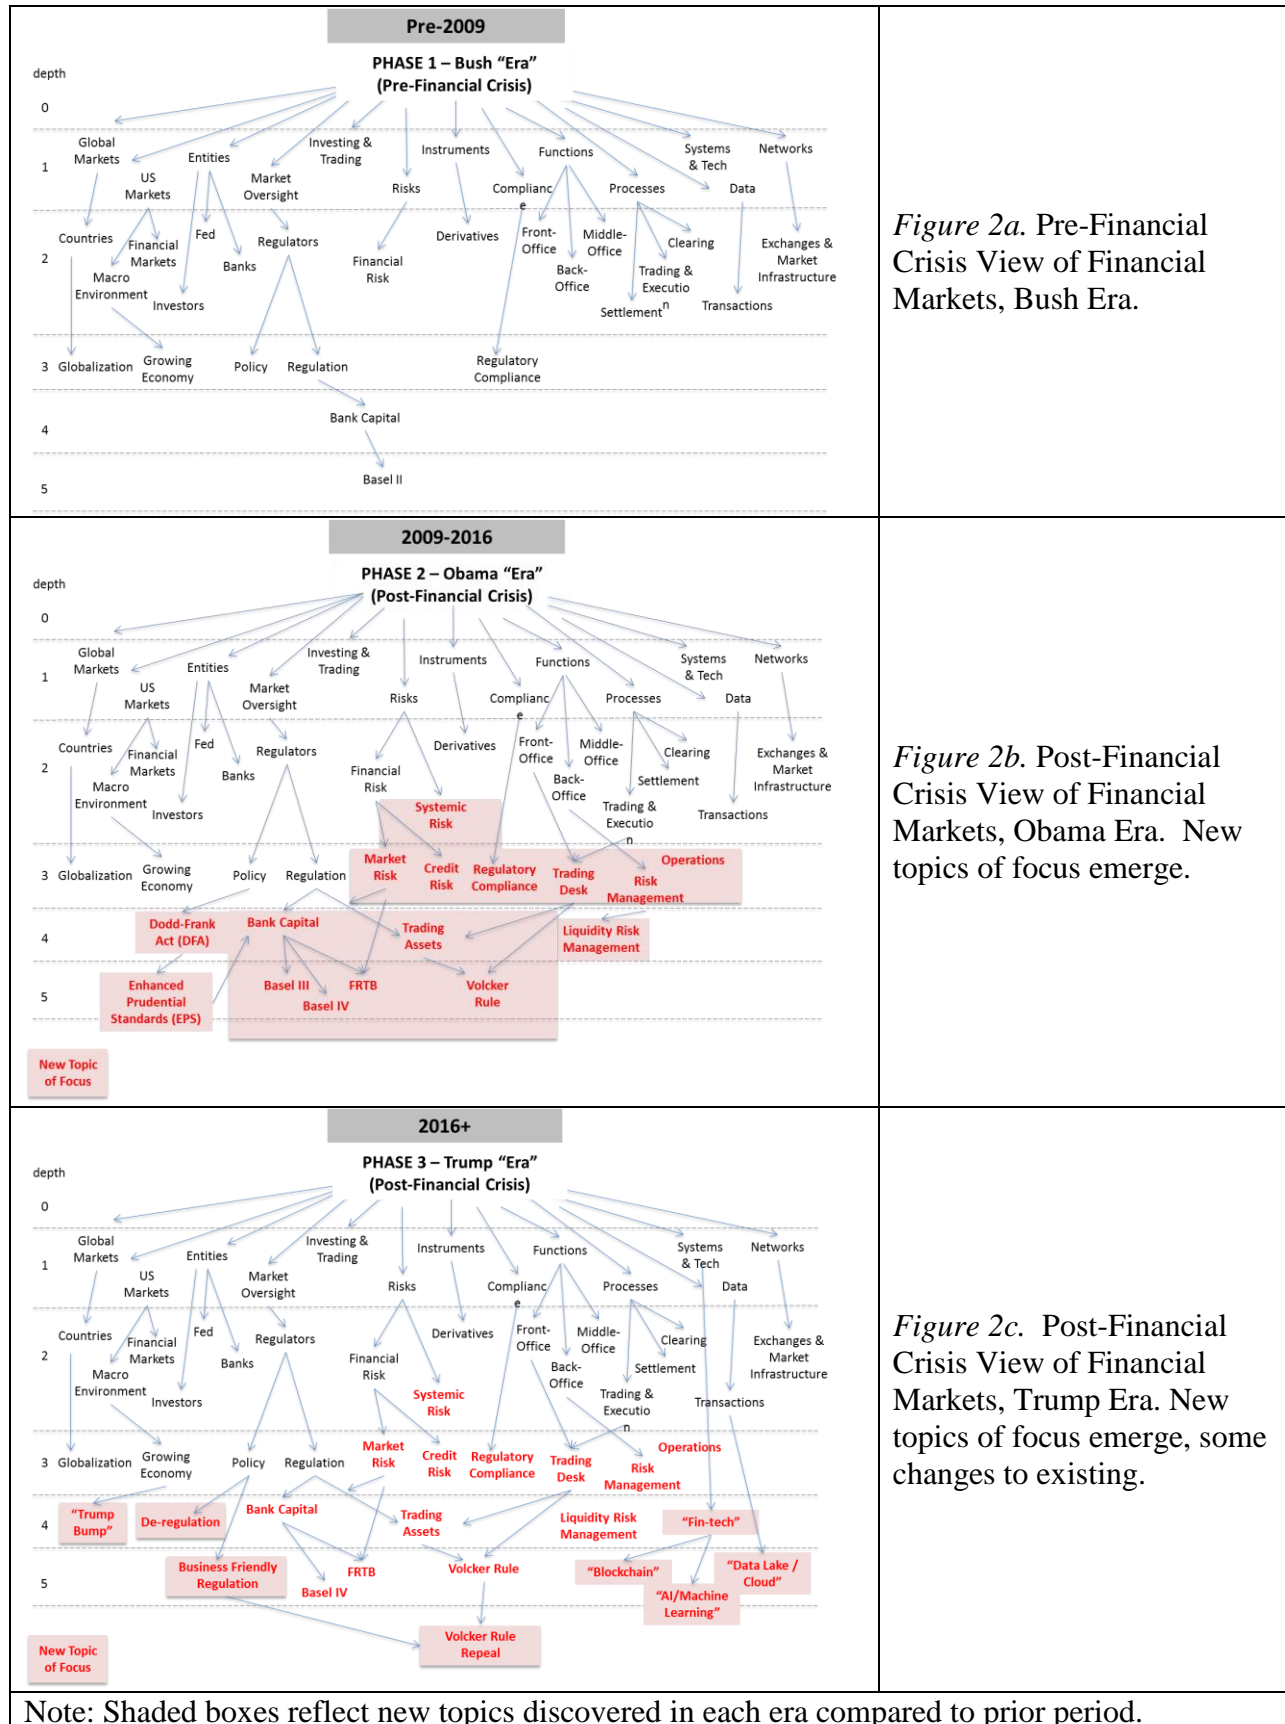 Pre-2009
PHASE 1 – Bush “Era”
(Pre-Financial Crisis)
depth
0
Global
Markets
Entities
Investing &
Trading
Instruments
Functions
Systems
& Tech
Networks
1
US
Markets
Market
Oversight
Risks
Complianc
e
Processes
Data
2
Countries
Financial
Markets
Macro
Environment
Investors
Fed
Banks
Regulators
Financial
Risk
Derivatives
Front-
Office
Middle-
Office
Back-
Office
Clearing
Trading &
Executio
n
Settlement
Transactions
Exchanges &
Market
Infrastructure
3
Globalization
Growing
Economy
Policy
Regulation
Regulatory
Compliance
4
Bank Capital
5
Basel II
Figure 2a. Pre-Financial
Crisis View of Financial
Markets, Bush Era.
2009-2016
PHASE 2 – Obama “Era”
(Post-Financial Crisis)
depth
0
Global
Markets
Entities
Investing &
Trading
Instruments
Functions
Systems
& Tech
Networks
1
US
Markets
Market
Oversight
Risks
Complianc
e
Processes
Data
2
Countries
Financial
Markets
Macro
Environment
Investors
Fed
Banks
Regulators
Financial
Risk
Systemic
Risk
Derivatives
Front-
Office
Middle-
Office
Back-
Office
Clearing
Settlement
Trading &
Executio
n
Transactions
Exchanges &
Market
Infrastructure
3
Globalization
Growing
Economy
Policy
Regulation
Market
Risk
Credit
Risk
Regulatory
Compliance
Trading
Desk
Risk
Management
Operations
4
Dodd-Frank
Act (DFA)
Bank Capital
Trading
Assets
Liquidity Risk
Management
5
Enhanced
Prudential
Standards (EPS)
Basel III
Basel IV
FRTB
Volcker
Rule
New Topic
of Focus
Figure 2b. Post-Financial
Crisis View of Financial
Markets, Obama Era. New
topics of focus emerge.
2016+
PHASE 3 – Trump “Era”
(Post-Financial Crisis)
depth
0
Global
Markets
Entities
Investing &
Trading
Instruments
Functions
Systems
& Tech
Networks
1
US
Markets
Market
Oversight
Risks
Complianc
e
Processes
Data
2
Countries
Financial
Markets
Macro
Environment
Investors
Fed
Banks
Regulators
Financial
Risk
Systemic
Risk
Derivatives
Front-
Office
Middle-
Office
Back-
Office
Clearing
Settlement
Trading &
Executio
n
Transactions
Exchanges &
Market
Infrastructure
3
Globalization
Growing
Economy
Policy
Regulation
Market
Risk
Credit
Risk
Regulatory
Compliance
Trading
Desk
Risk
Management
Operations
4
“Trump
Bump”
De-regulation
Bank Capital
Trading
Assets
Liquidity Risk
Management
“Fin-tech”
5
Business Friendly
Regulation
Basel IV
FRTB
Volcker Rule
“Blockchain”
“AI/Machine
Learning”
“Data Lake /
Cloud”
Volcker Rule
Repeal
New Topic
of Focus
Figure 2c. Post-Financial
Crisis View of Financial
Markets, Trump Era. New
topics of focus emerge, some
changes to existing.
Note: Shaded boxes reflect new topics discovered in each era compared to prior period.